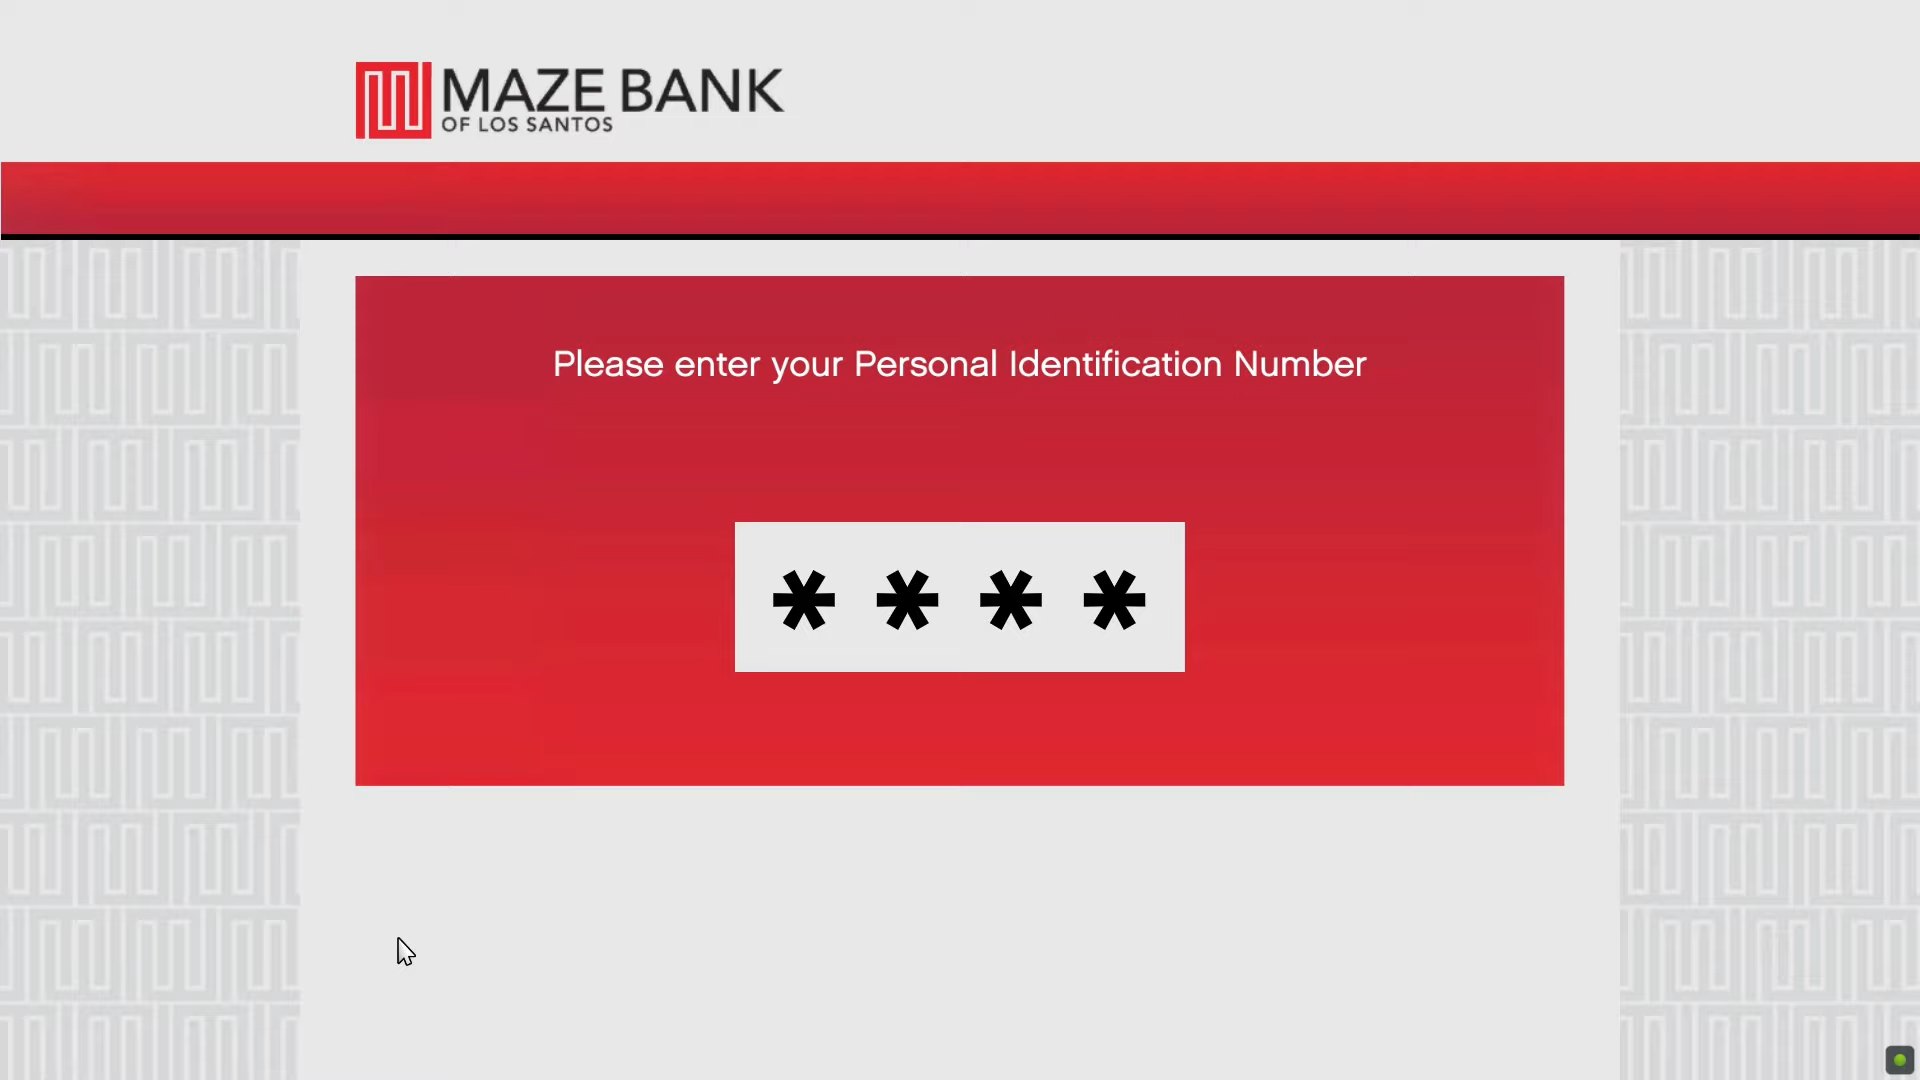 MAZE BANK
OF LOS SANTOS
Please enter your Personal Identification Number
* * * *